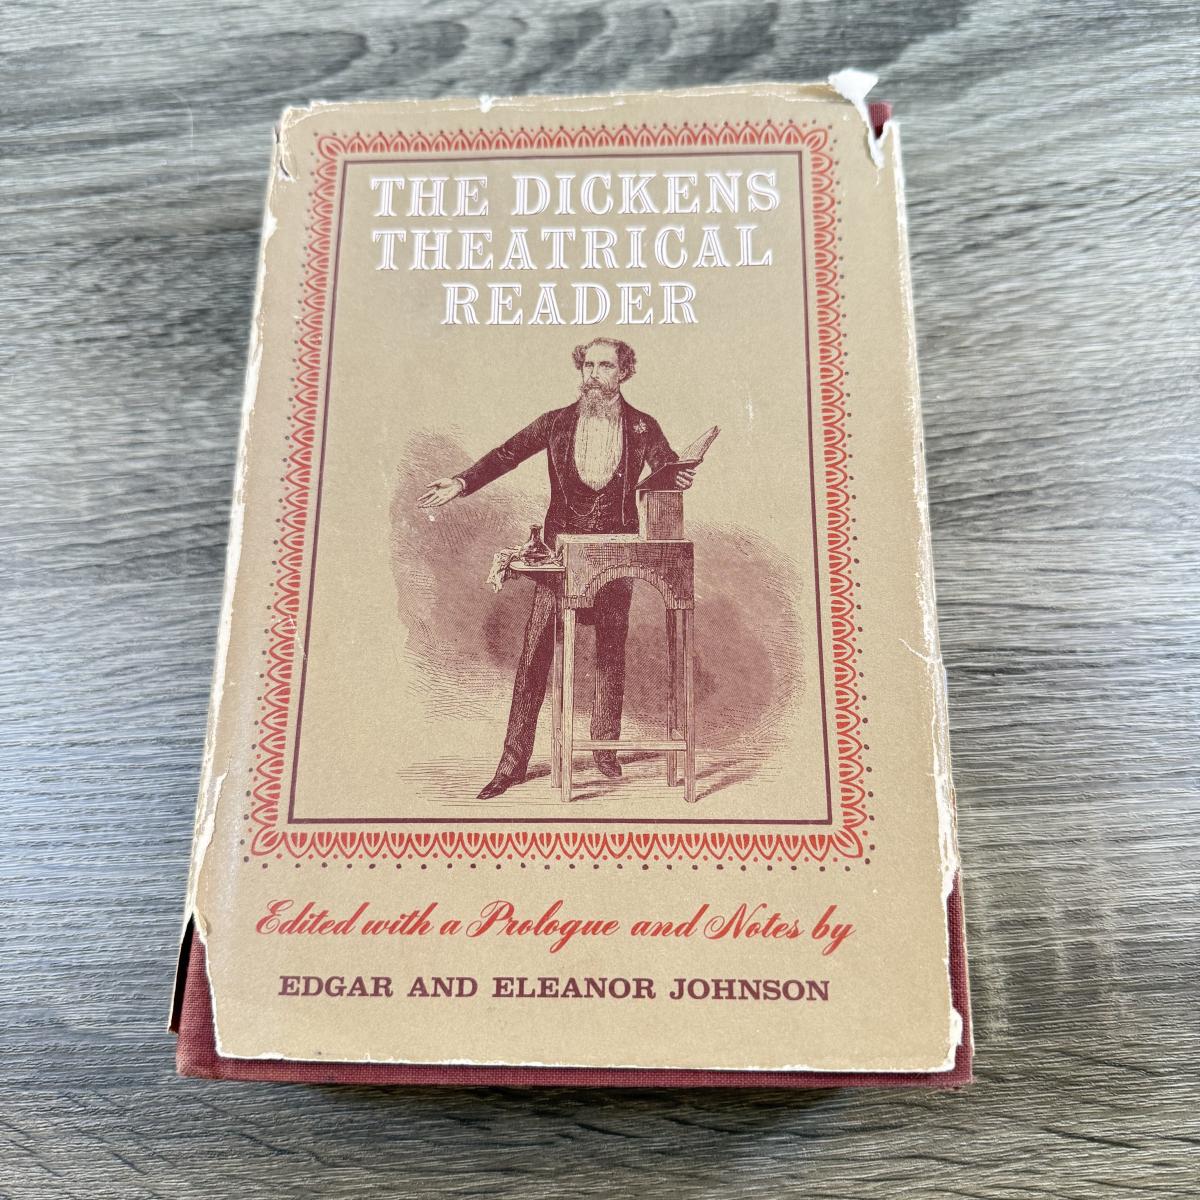 THE DICKENS
THEATRICAL
READER
Edited with a Prologue and Notes by
EDGAR AND ELEANOR JOHNSON